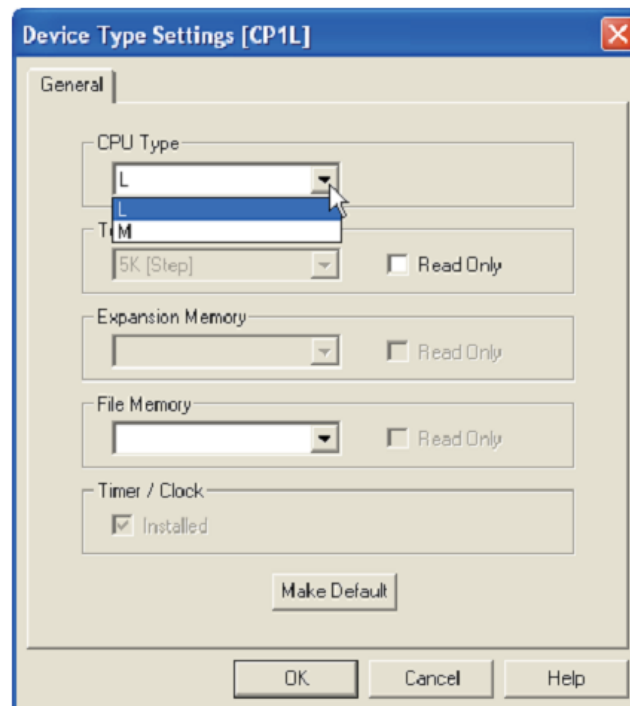 Device Type Settings [CP1L]
General
CPU Type
L
L
M
5K [Step]
Read Only
Expansion Memory
Read Only
File Memory
Read Only
Timer / Clock
Installed
Make Default
OK Cancel Help